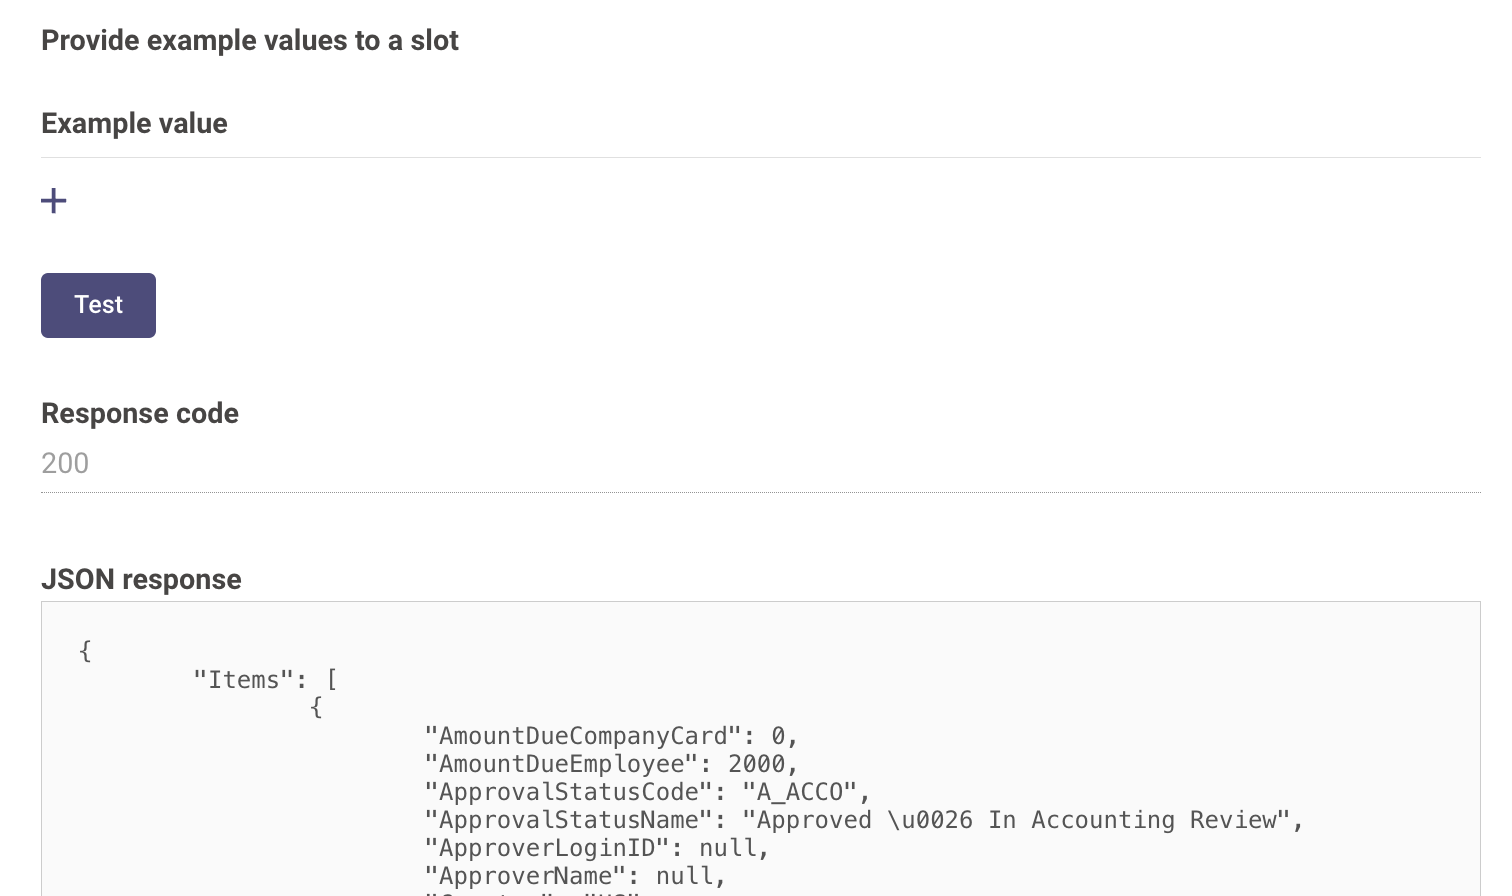 Provide example values to a slot
Example value
+
Test
Response code
200
JSON response
{
"Items": [
{
"AmountDueCompanyCard": 0,
"AmountDueEmployee": 2000,
"ApprovalStatusCode": "A_ACCO",
"ApprovalStatusName": "Approved \u0026 In Accounting Review",
"ApproverLoginID": null,
"ApproverName": null,